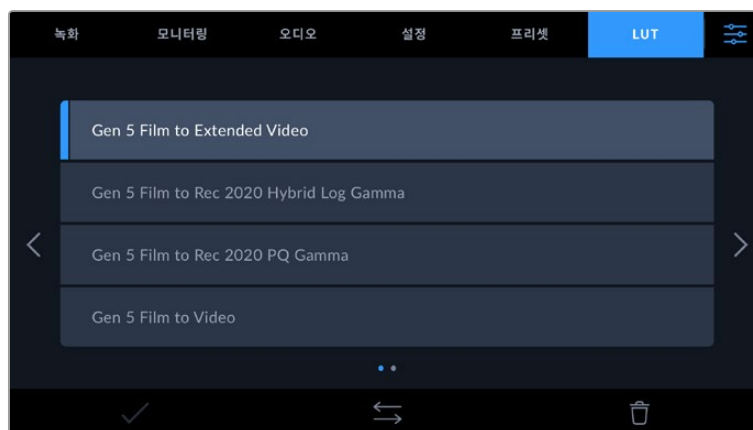 녹화 모니터링 오디오 설정 프리셋 LUT
Gen 5 Film to Extended Video
Gen 5 Film to Rec 2020 Hybrid Log Gamma
Gen 5 Film to Rec 2020 PQ Gamma
Gen 5 Film to Video